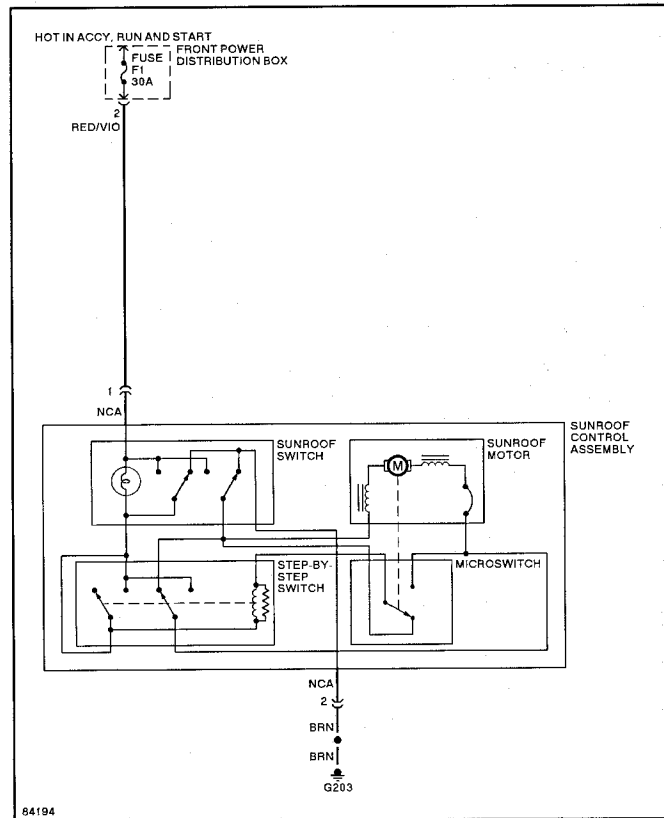 HOT IN ACCY, RUN AND START
FUSE
F1
30A
FRONT POWER
DISTRIBUTION BOX
2
RED/VIO
1
NCA
SUNROOF
CONTROL
ASSEMBLY
SUNROOF
SWITCH
SUNROOF
MOTOR
M
STEP-BY-
STEP
SWITCH
MICROSWITCH
NCA
2
BRN
BRN
G203
84194